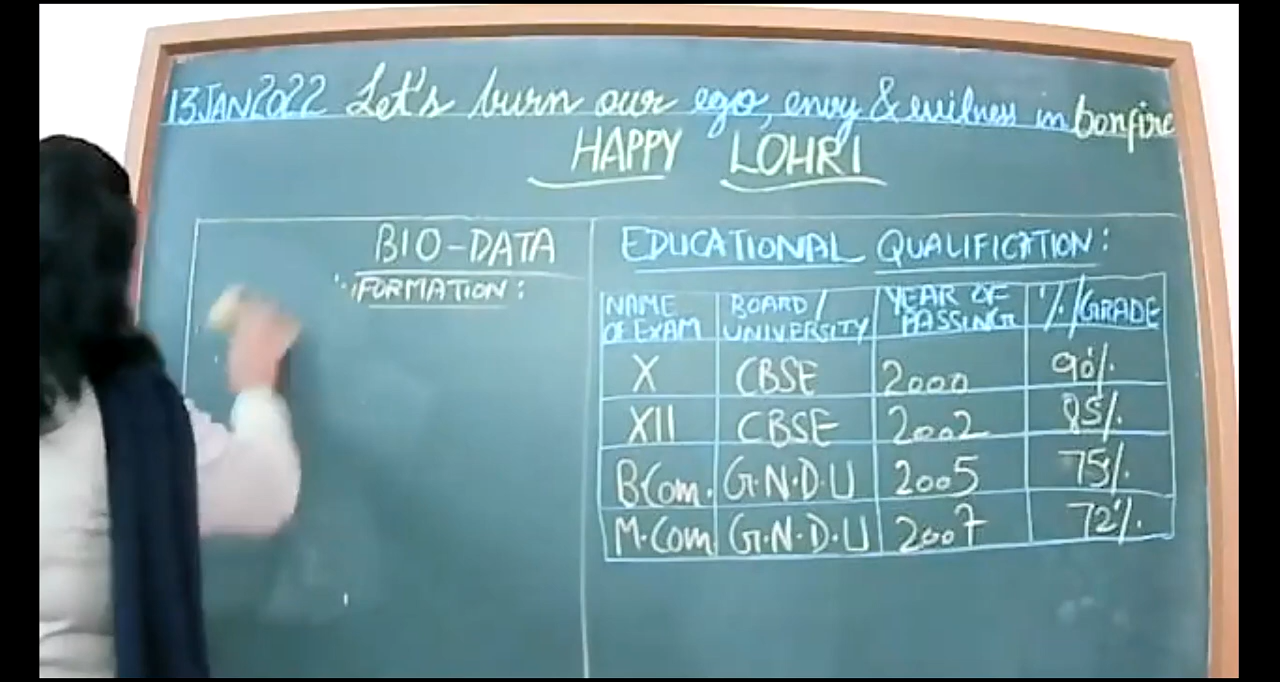 13JAN2022 Let's burn our ego, envy & evilness in bonfire
HAPPY LOHRI
BIO-DATA
FORMATION:
EDUCATIONAL QUALIFICATION:
NAME OF EXAM BOARD/UNIVERSITY YEAR OF PASSING %/GRADE
X CBSE 2000 90%
XII CBSE 2002 85%
B.Com. G.N.D.U 2005 75%
M.Com. G.N.D.U 2007 72%